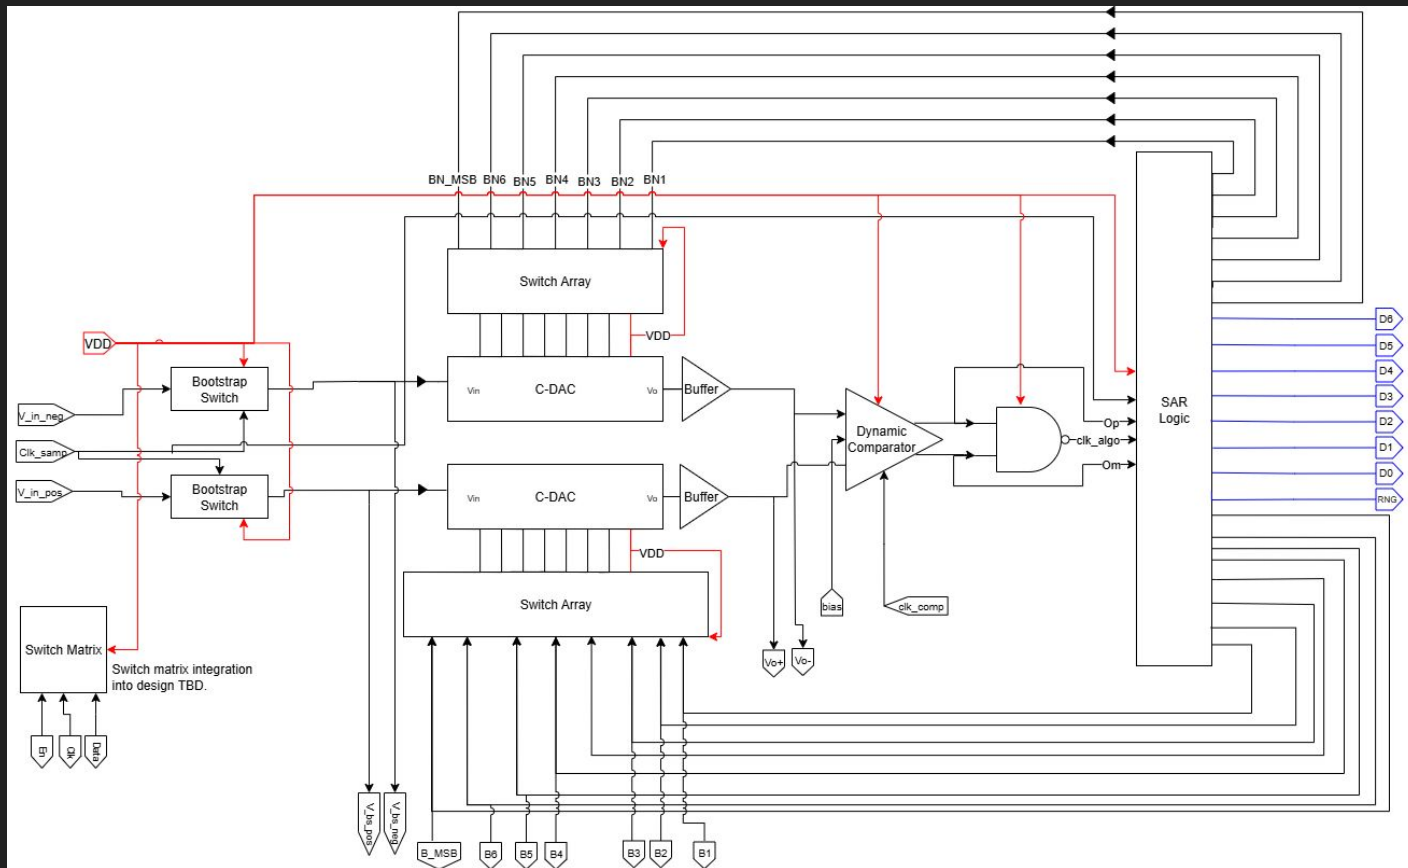 BN_MSB
BN6
BN5
BN4
BN3
BN2
BN1
Switch Array
VDD
VDD
Bootstrap
Switch
Vin
C-DAC
Vo
Buffer
V_in_neg
Clk_samp
V_in_pos
Bootstrap
Switch
Vin
C-DAC
Vo
Buffer
VDD
Switch Array
Dynamic
Comparator
Op
clk_algo
Om
SAR
Logic
D6
D5
D4
D3
D2
D1
D0
RNG
bias
clk_comp
Vo+
Vo-
Switch Matrix
Switch matrix integration
into design TBD.
En
Clk
Data
V_bs_pos
V_bs_neg
B_MSB
B6
B5
B4
B3
B2
B1